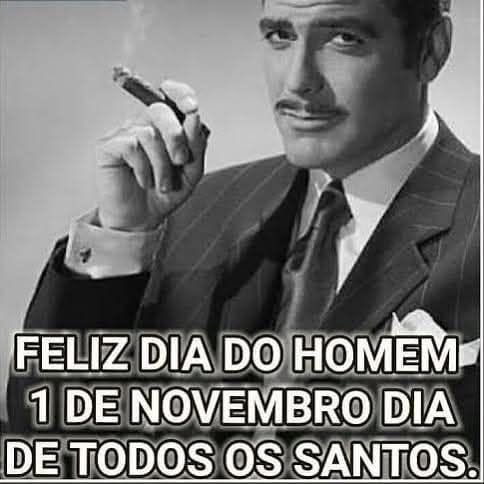 FELIZ DIA DO HOMEM
1 DE NOVEMBRO DIA
DE TODOS OS SANTOS.